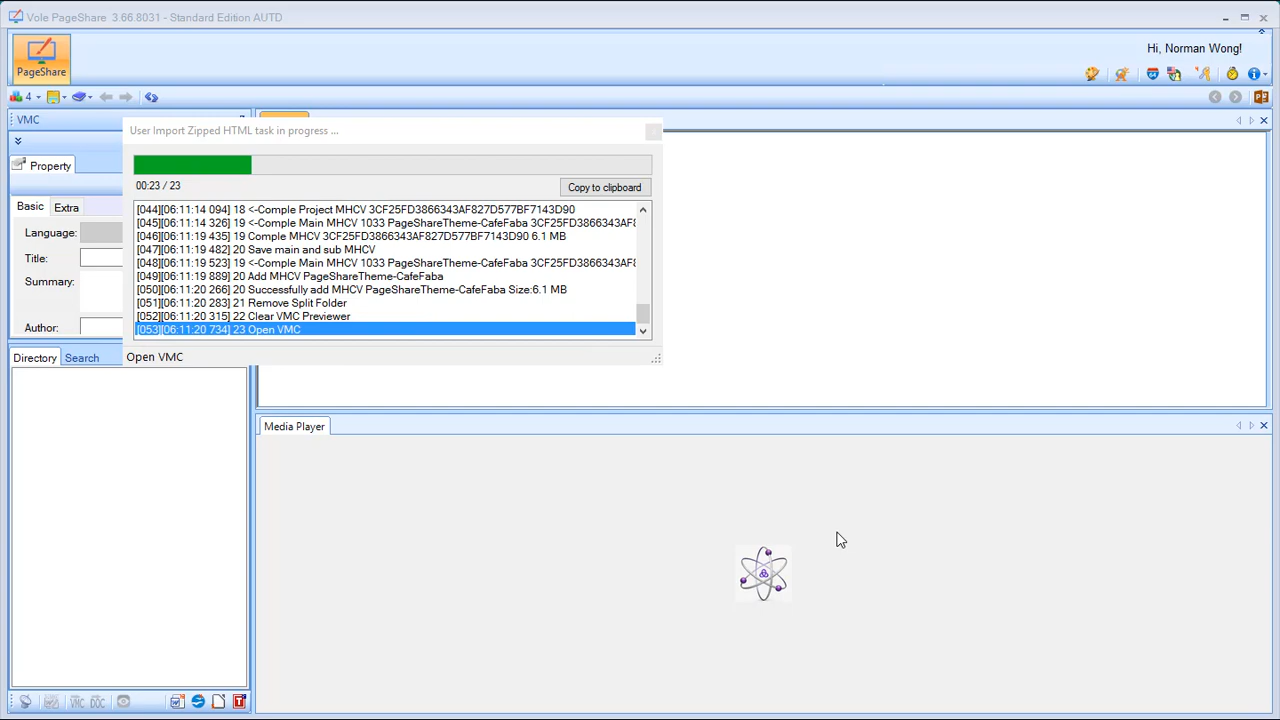 Vole PageShare 3.66.8031 - Standard Edition AUTD
PageShare
Hi, Norman Wong!
4
VMC
User Import Zipped HTML task in progress ...
00:23 / 23
Copy to clipboard
Property
Basic Extra
Language:
Title:
Summary:
Author:
[044][06:11:14 094] 18 <-Comple Project MHCV 3CF25FD3866343AF827D577BF7143D90
[045][06:11:14 326] 19 <-Comple Main MHCV 1033 PageShareTheme-CafeFaba 3CF25FD3866343AF8
[046][06:11:19 435] 19 Comple MHCV 3CF25FD3866343AF827D577BF7143D90 6.1 MB
[047][06:11:19 482] 20 Save main and sub MHCV
[048][06:11:19 523] 19 <-Comple Main MHCV 1033 PageShareTheme-CafeFaba 3CF25FD3866343AF8
[049][06:11:19 889] 20 Add MHCV PageShareTheme-CafeFaba
[050][06:11:20 266] 20 Successfully add MHCV PageShareTheme-CafeFaba Size:6.1 MB
[051][06:11:20 283] 21 Remove Split Folder
[052][06:11:20 315] 22 Clear VMC Previewer
[053][06:11:20 734] 23 Open VMC
Open VMC
Directory Search
Media Player
VMC DOC